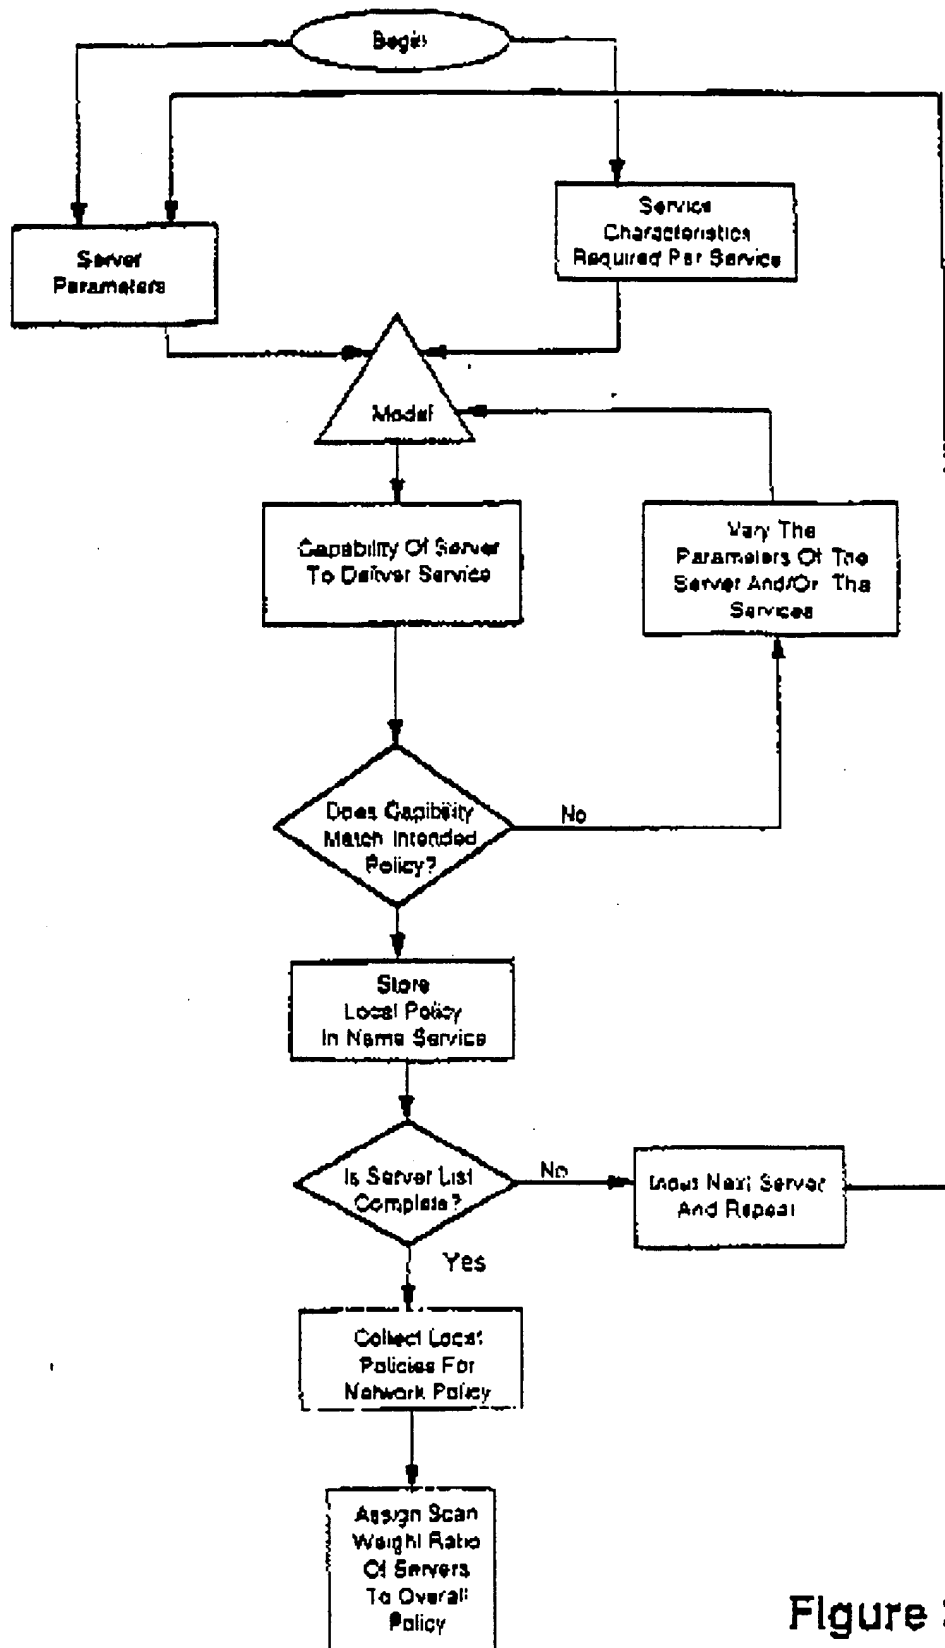 Begin
Service
Characteristics
Required Per Service
Server
Parameters
Model
Capability Of Server
To Deliver Service
Vary The
Parameters Of The
Server And/Or The
Services
Does Capibility
Match Intended
Policy?
No
Store
Local Policy
In Name Service
Is Server List
Complete?
No
Input Next Server
And Repeat
Yes
Collect Local
Policies For
Network Policy
Assign Scan
Weight Ratio
Of Servers
To Overall
Policy
Figure